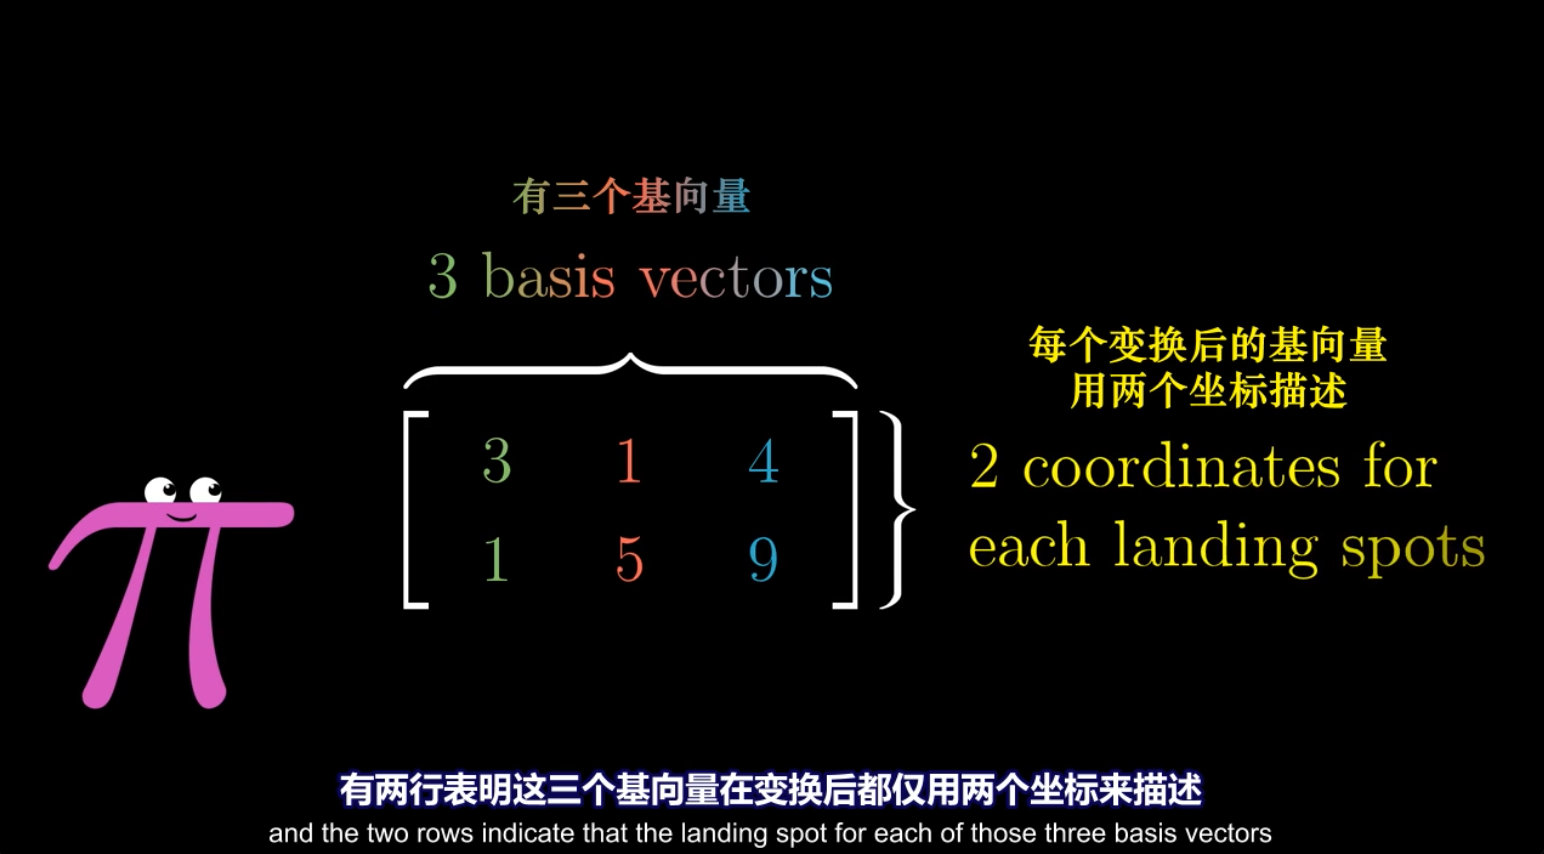 有三个基向量
3 basis vectors
每个变换后的基向量
用两个坐标描述
3 1 4
1 5 9
2 coordinates for
each landing spots
有两行表明这三个基向量在变换后都仅用两个坐标来描述
and the two rows indicate that the landing spot for each of those three basis vectors